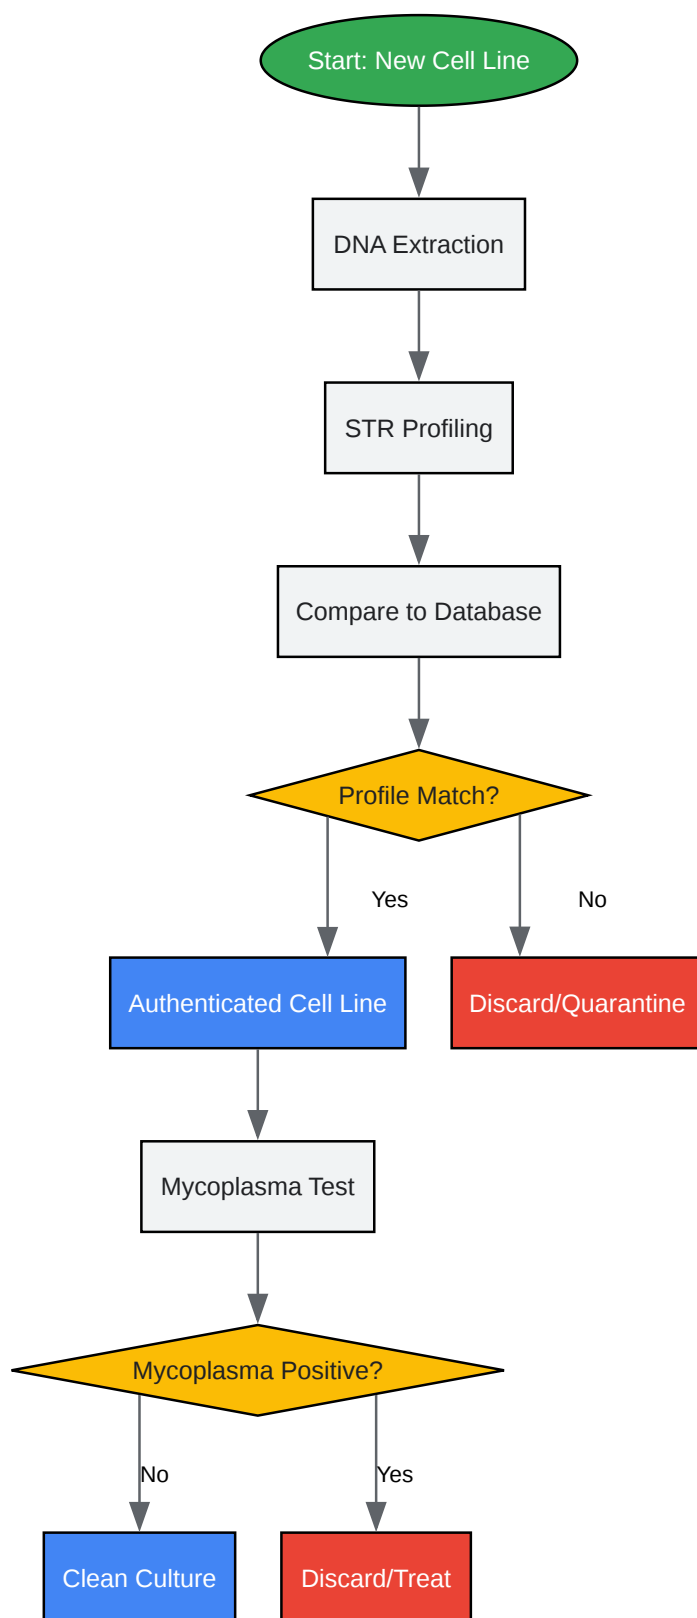 Start: New Cell Line
DNA Extraction
STR Profiling
Compare to Database
Profile Match?
Yes
No
Authenticated Cell Line
Discard/Quarantine
Mycoplasma Test
Mycoplasma Positive?
No
Yes
Clean Culture
Discard/Treat